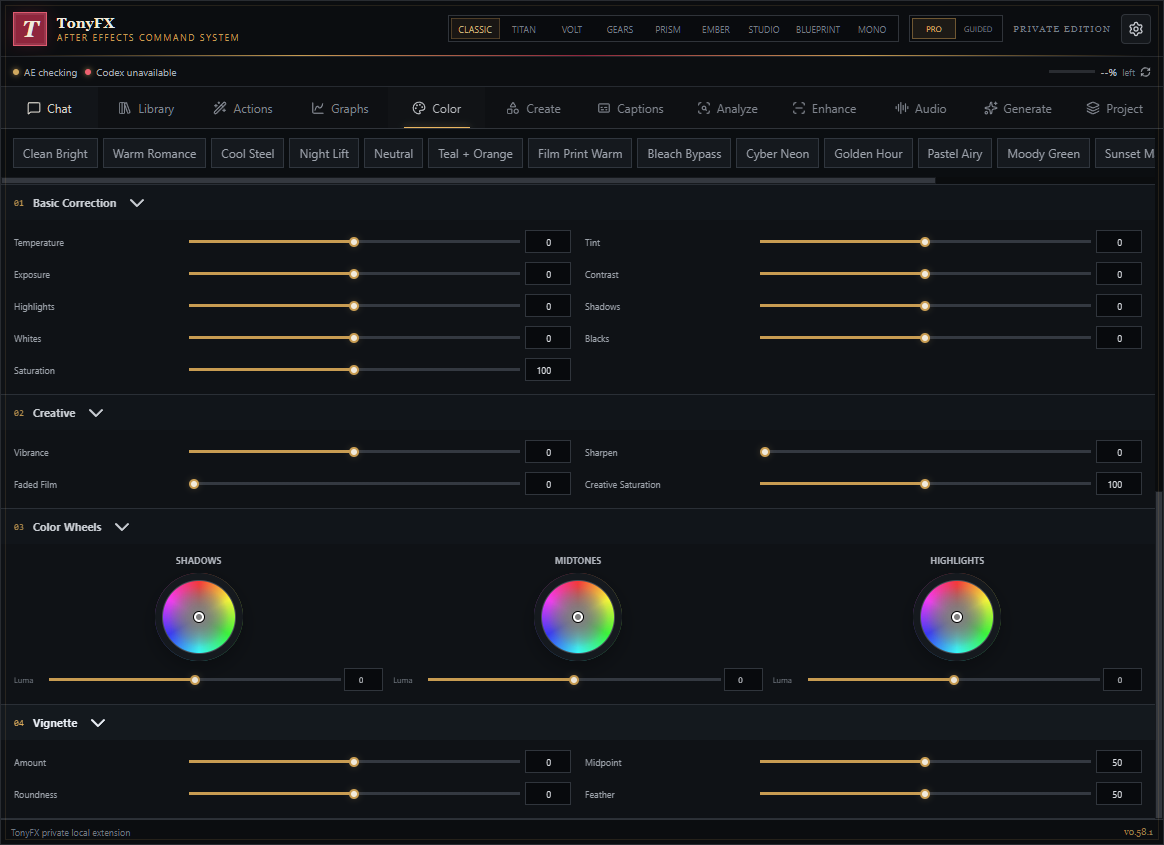 T TonyFX
AFTER EFFECTS COMMAND SYSTEM
CLASSIC TITAN VOLT GEARS PRISM EMBER STUDIO BLUEPRINT MONO PRO GUIDED PRIVATE EDITION
AE checking Codex unavailable --% left
Chat Library Actions Graphs Color Create Captions Analyze Enhance Audio Generate Project
Clean Bright Warm Romance Cool Steel Night Lift Neutral Teal + Orange Film Print Warm Bleach Bypass Cyber Neon Golden Hour Pastel Airy Moody Green Sunset M
01 Basic Correction
Temperature 0 Tint 0
Exposure 0 Contrast 0
Highlights 0 Shadows 0
Whites 0 Blacks 0
Saturation 100
02 Creative
Vibrance 0 Sharpen 0
Faded Film 0 Creative Saturation 100
03 Color Wheels
SHADOWS MIDTONES HIGHLIGHTS
Luma 0 Luma 0 Luma 0
04 Vignette
Amount 0 Midpoint 50
Roundness 0 Feather 50
TonyFX private local extension v0.58.1